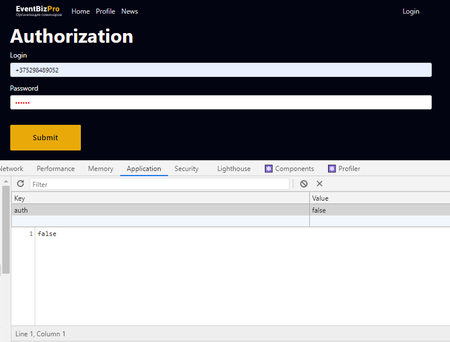 EventBizPro
Организация семинаров
Home Profile News Login
Authorization
Login
+375298489052
Password
Submit
Network Performance Memory Application Security Lighthouse Components Profiler
Filter
Key Value
auth false
1 false
Line 1, Column 1